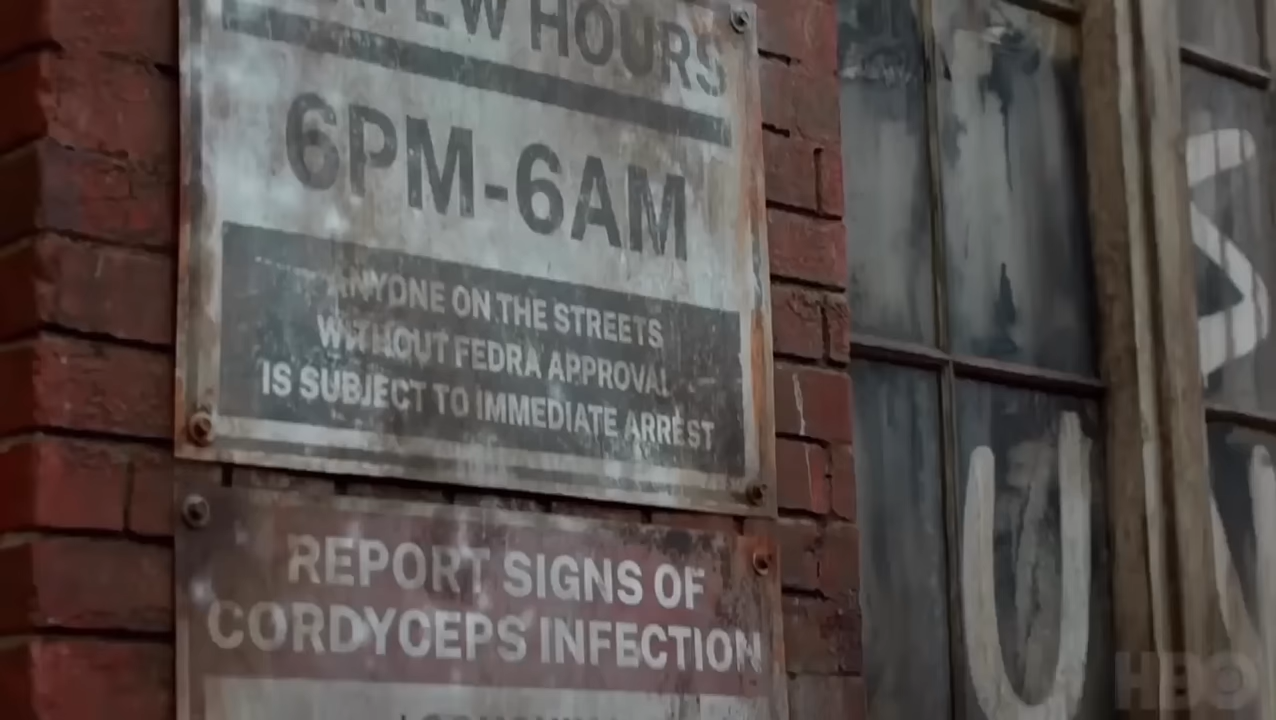 HOURS
6PM-6AM
ANYONE ON THE STREETS
WITHOUT FEDRA APPROVAL
IS SUBJECT TO IMMEDIATE ARREST
REPORT SIGNS OF
CORDYCEPS INFECTION
S
U
HBO